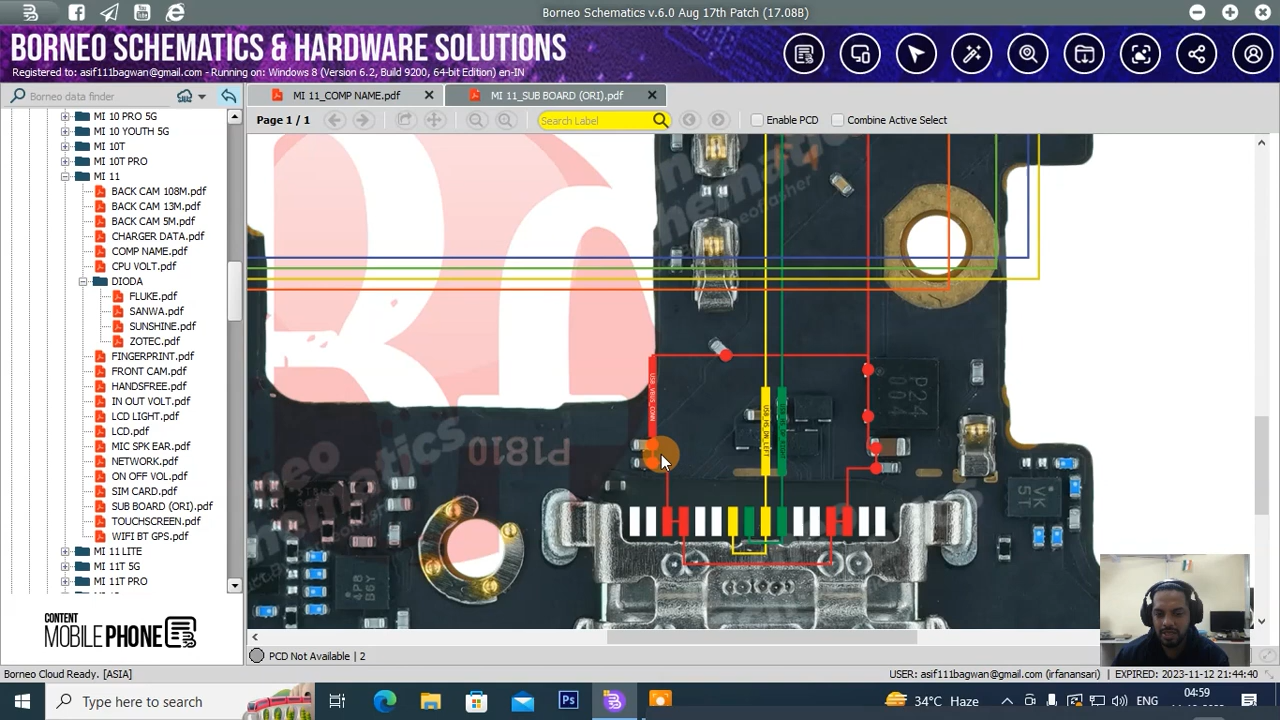 Borneo Schematics v.6.0 Aug 17th Patch (17.08B)
BORNEO SCHEMATICS & HARDWARE SOLUTIONS
Registered to: asif111bagwan@gmail.com - Running on: Windows 8 (Version 6.2, Build 9200, 64-bit Edition) en-IN
Borneo data finder
MI 11_COMP NAME.pdf
MI 11_SUB BOARD (ORI).pdf
Page 1 / 1
Search Label
Enable PCD
Combine Active Select
MI 10 PRO 5G
MI 10 YOUTH 5G
MI 10T
MI 10T PRO
MI 11
BACK CAM 108M.pdf
BACK CAM 13M.pdf
BACK CAM 5M.pdf
CHARGER DATA.pdf
COMP NAME.pdf
CPU VOLT.pdf
DIODA
FLUKE.pdf
SANWA.pdf
SUNSHINE.pdf
ZOTEC.pdf
FINGERPRINT.pdf
FRONT CAM.pdf
HANDSFREE.pdf
IN OUT VOLT.pdf
LCD LIGHT.pdf
LCD.pdf
MIC SPK EAR.pdf
NETWORK.pdf
ON OFF VOL.pdf
SIM CARD.pdf
SUB BOARD (ORI).pdf
TOUCHSCREEN.pdf
WIFI BT GPS.pdf
MI 11 LITE
MI 11T 5G
MI 11T PRO
USB_VBUS_CONN
USB_HS_DN_LEFT
P1810
P24
004
VK
5T
4P8
CONTENT
MOBILEPHONE
PCD Not Available | 2
Borneo Cloud Ready. [ASIA]
USER: asif111bagwan@gmail.com (irfanansari) | EXPIRED: 2023-11-12 21:44:40
Type here to search
Ps
34°C Haze
ENG
04:59